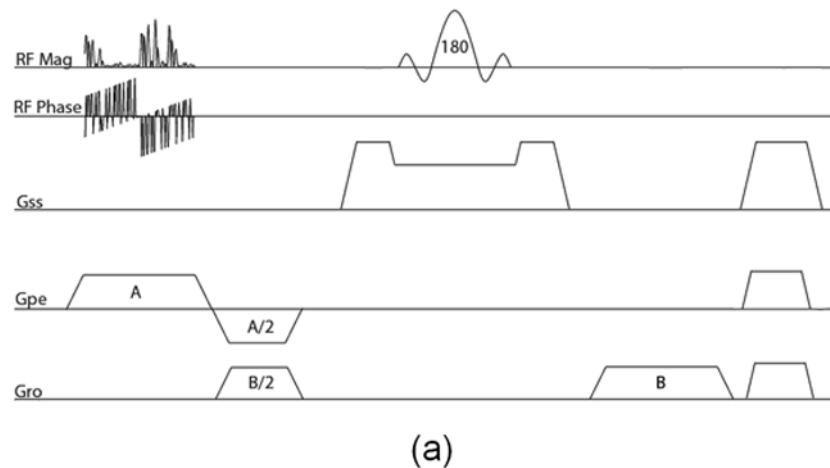 RF Mag
180
RF Phase
Gss
Gpe
A
A/2
Gro
B/2
B
(a)